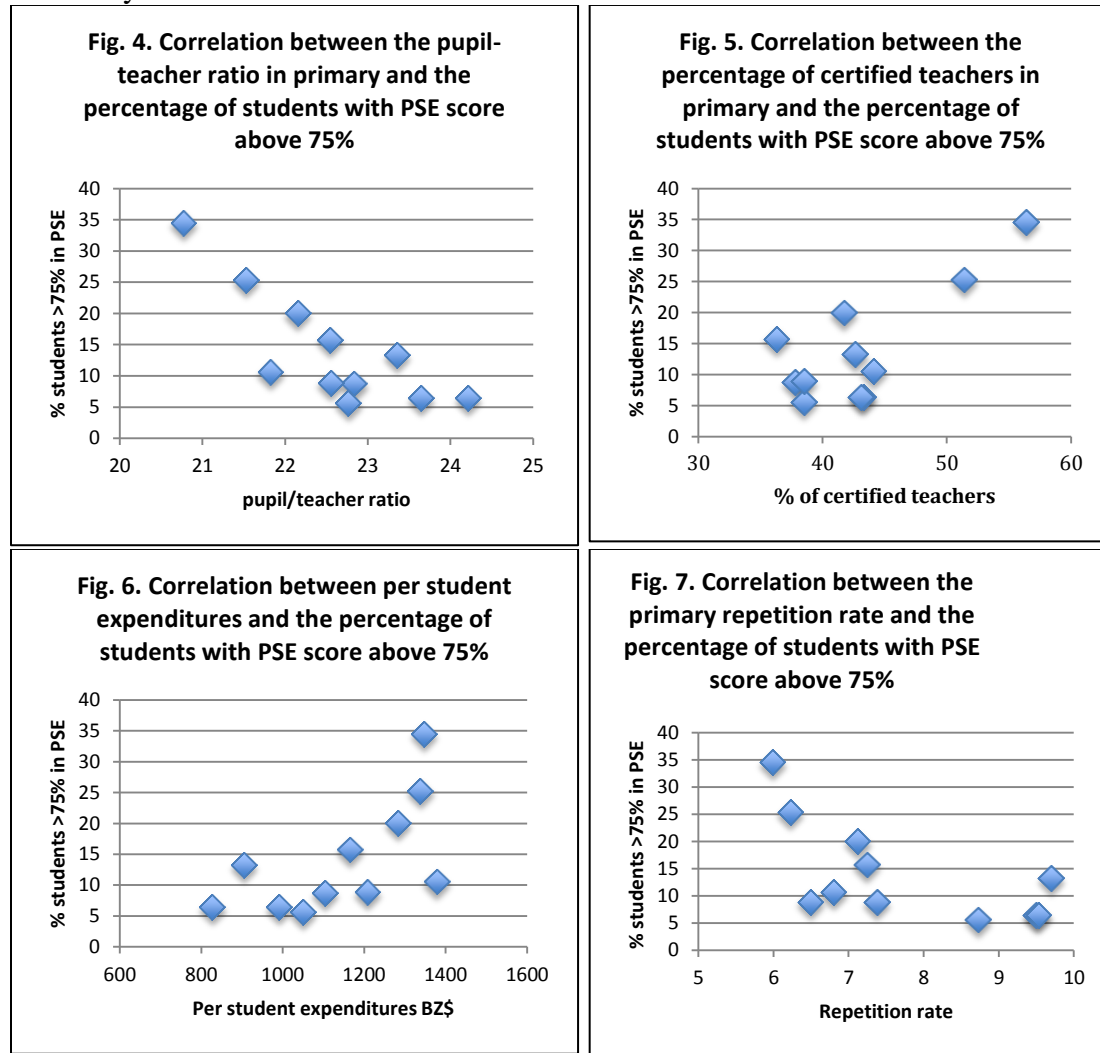 Fig. 4. Correlation between the pupil-
teacher ratio in primary and the
percentage of students with PSE score
above 75%
% students >75% in PSE
40
35
30
25
20
15
10
5
0
20 21 22 23 24 25
pupil/teacher ratio
Fig. 5. Correlation between the
percentage of certified teachers in
primary and the percentage of
students with PSE score above 75%
% students >75% in PSE
40
35
30
25
20
15
10
5
0
30 40 50 60
% of certified teachers
Fig. 6. Correlation between per student
expenditures and the percentage of
students with PSE score above 75%
% students >75% in PSE
40
35
30
25
20
15
10
5
0
600 800 1000 1200 1400 1600
Per student expenditures BZ$
Fig. 7. Correlation between the
primary repetition rate and the
percentage of students with PSE
score above 75%
% students >75% in PSE
40
35
30
25
20
15
10
5
0
5 6 7 8 9 10
Repetition rate